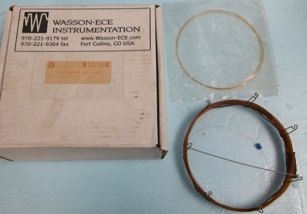 WASSON-ECE
INSTRUMENTATION
970-221-9179 tel www.Wasson-ECE.com
970-221-9364 fax Fort Collins, CO USA